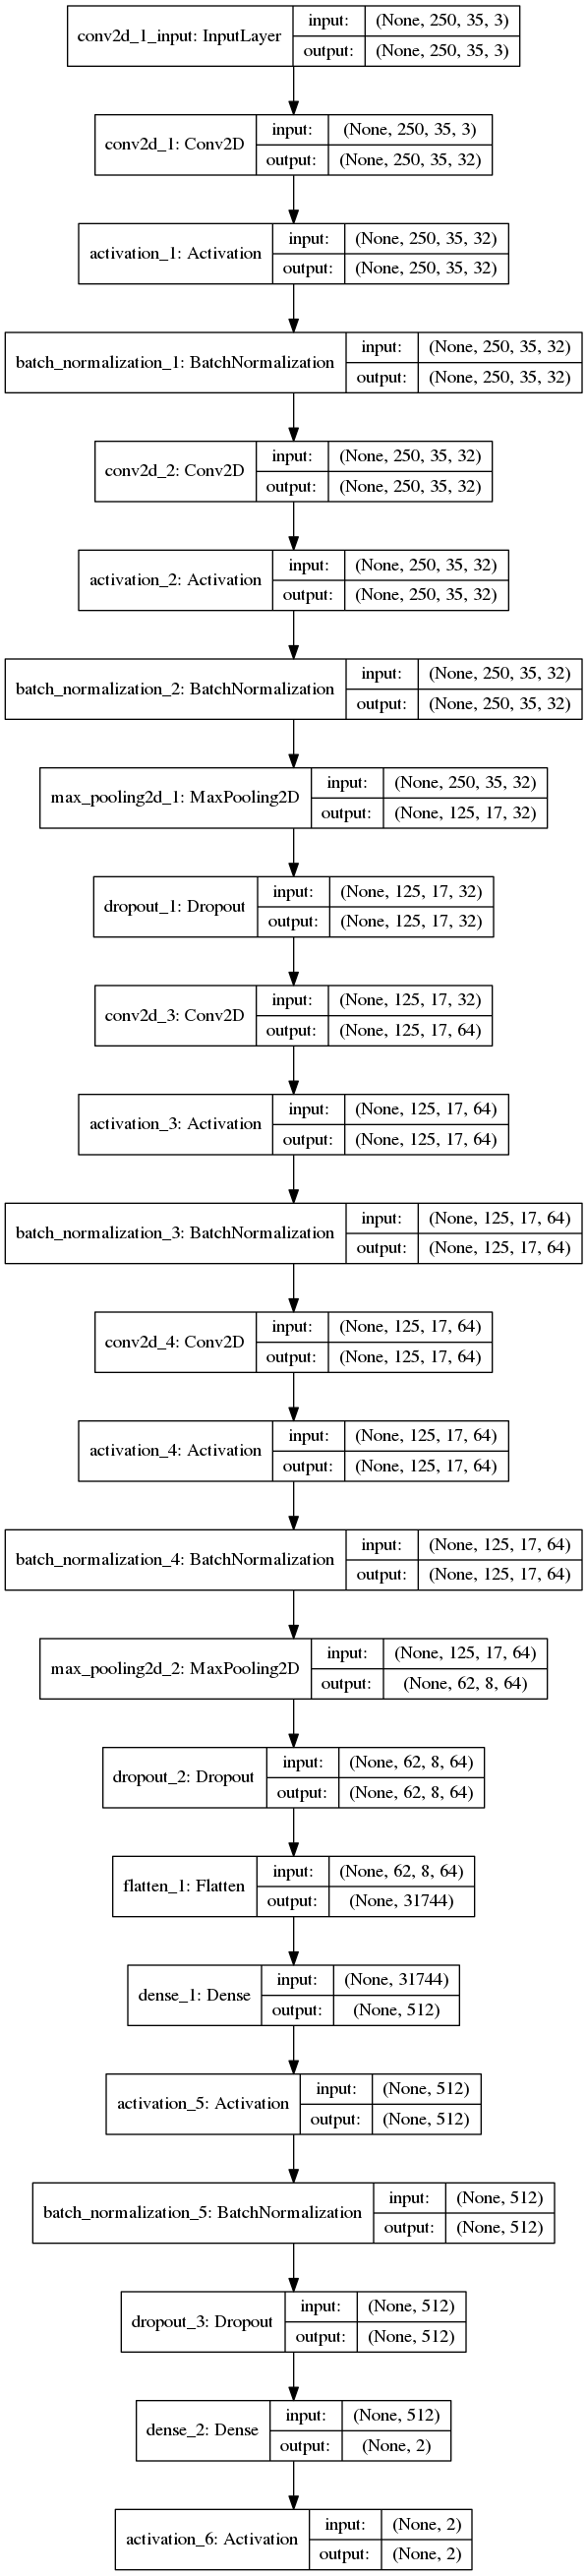 conv2d_1_input: InputLayer
input: (None, 250, 35, 3)
output: (None, 250, 35, 3)
conv2d_1: Conv2D
input: (None, 250, 35, 3)
output: (None, 250, 35, 32)
activation_1: Activation
input: (None, 250, 35, 32)
output: (None, 250, 35, 32)
batch_normalization_1: BatchNormalization
input: (None, 250, 35, 32)
output: (None, 250, 35, 32)
conv2d_2: Conv2D
input: (None, 250, 35, 32)
output: (None, 250, 35, 32)
activation_2: Activation
input: (None, 250, 35, 32)
output: (None, 250, 35, 32)
batch_normalization_2: BatchNormalization
input: (None, 250, 35, 32)
output: (None, 250, 35, 32)
max_pooling2d_1: MaxPooling2D
input: (None, 250, 35, 32)
output: (None, 125, 17, 32)
dropout_1: Dropout
input: (None, 125, 17, 32)
output: (None, 125, 17, 32)
conv2d_3: Conv2D
input: (None, 125, 17, 32)
output: (None, 125, 17, 64)
activation_3: Activation
input: (None, 125, 17, 64)
output: (None, 125, 17, 64)
batch_normalization_3: BatchNormalization
input: (None, 125, 17, 64)
output: (None, 125, 17, 64)
conv2d_4: Conv2D
input: (None, 125, 17, 64)
output: (None, 125, 17, 64)
activation_4: Activation
input: (None, 125, 17, 64)
output: (None, 125, 17, 64)
batch_normalization_4: BatchNormalization
input: (None, 125, 17, 64)
output: (None, 125, 17, 64)
max_pooling2d_2: MaxPooling2D
input: (None, 125, 17, 64)
output: (None, 62, 8, 64)
dropout_2: Dropout
input: (None, 62, 8, 64)
output: (None, 62, 8, 64)
flatten_1: Flatten
input: (None, 62, 8, 64)
output: (None, 31744)
dense_1: Dense
input: (None, 31744)
output: (None, 512)
activation_5: Activation
input: (None, 512)
output: (None, 512)
batch_normalization_5: BatchNormalization
input: (None, 512)
output: (None, 512)
dropout_3: Dropout
input: (None, 512)
output: (None, 512)
dense_2: Dense
input: (None, 512)
output: (None, 2)
activation_6: Activation
input: (None, 2)
output: (None, 2)